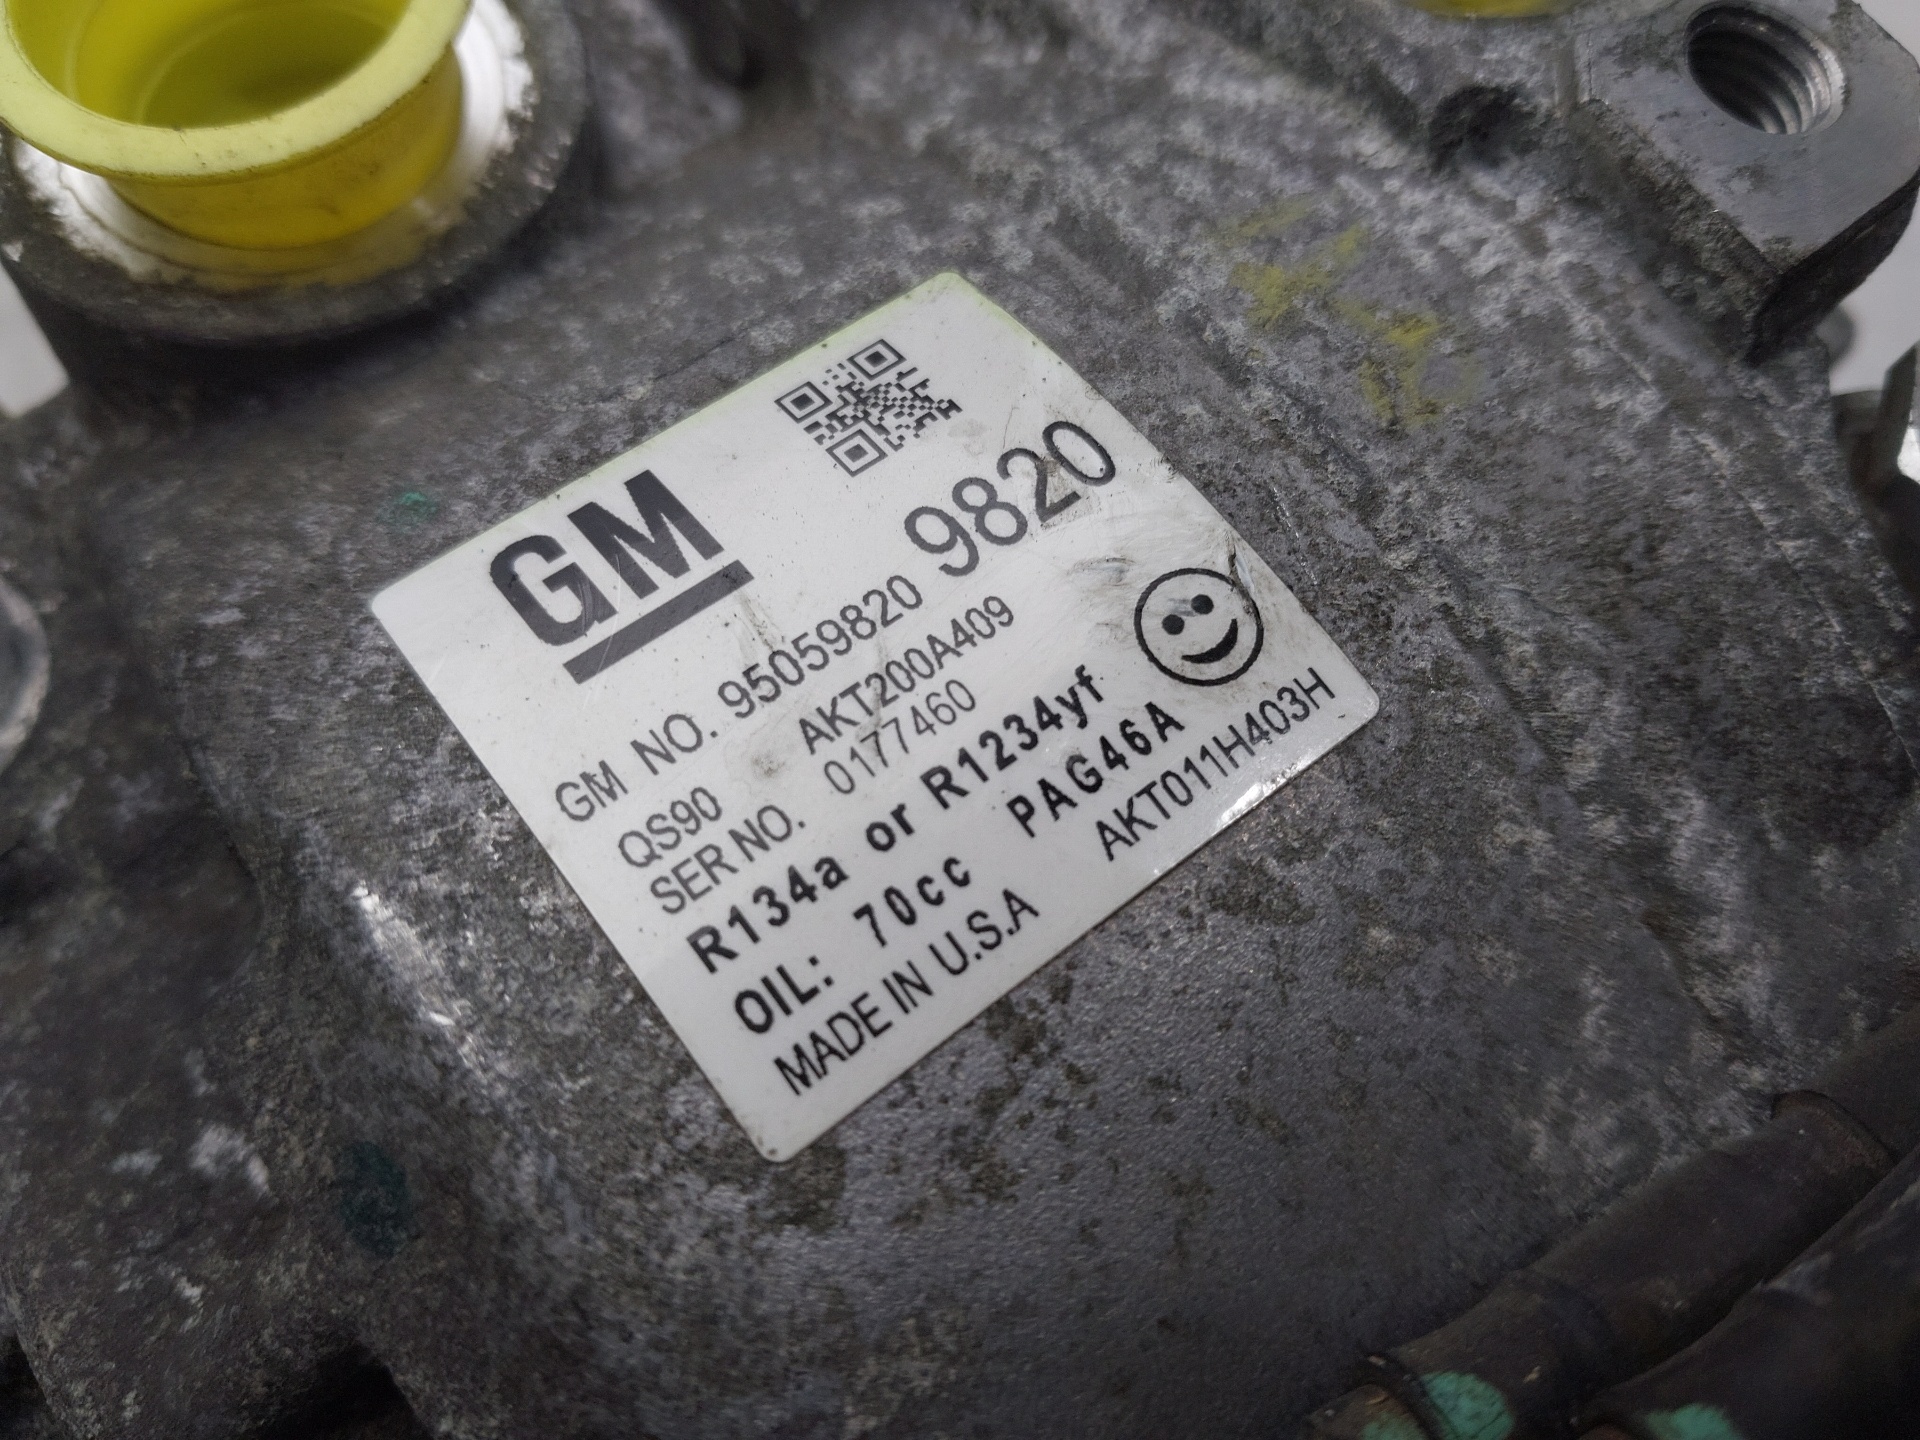 GM
9820
GM NO. 95059820
QS90 AKT200A409
SER NO. 0177460
R134a or R1234yf
OIL: 70cc PAG46A
MADE IN U.S.A AKT011H403H